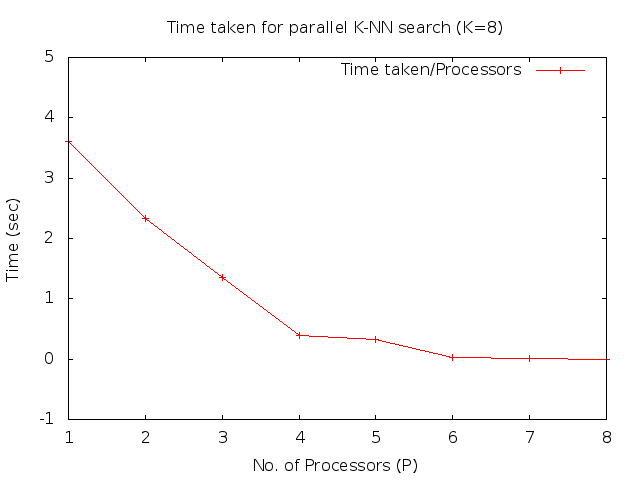 Time taken for parallel K-NN search (K=8)
Time taken/Processors
5
4
3
2
1
0
-1
Time (sec)
1 2 3 4 5 6 7 8
No. of Processors (P)